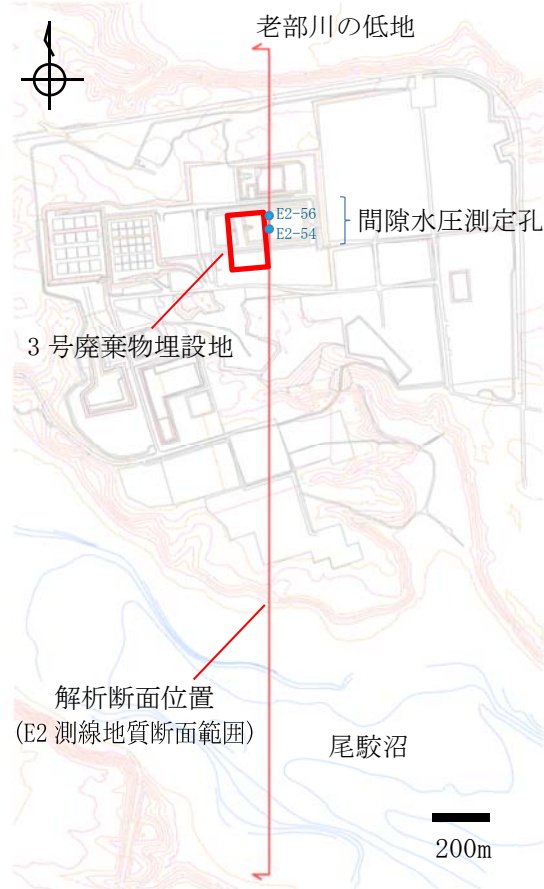 老部川の低地
E2-56
E2-54
間隙水圧測定孔
3 号廃棄物埋設地
解析断面位置
(E2 測線地質断面範囲)
尾駮沼
200m